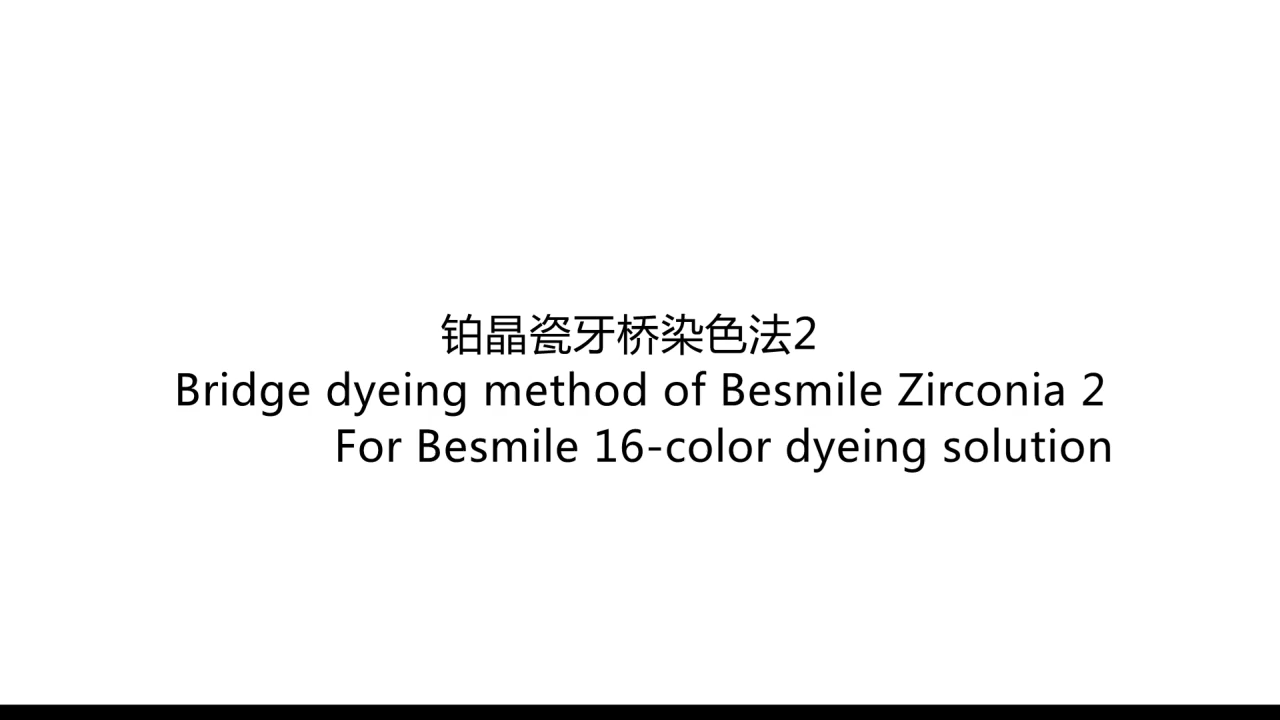 铂晶瓷牙桥染色法2
Bridge dyeing method of Besmile Zirconia 2
For Besmile 16-color dyeing solution